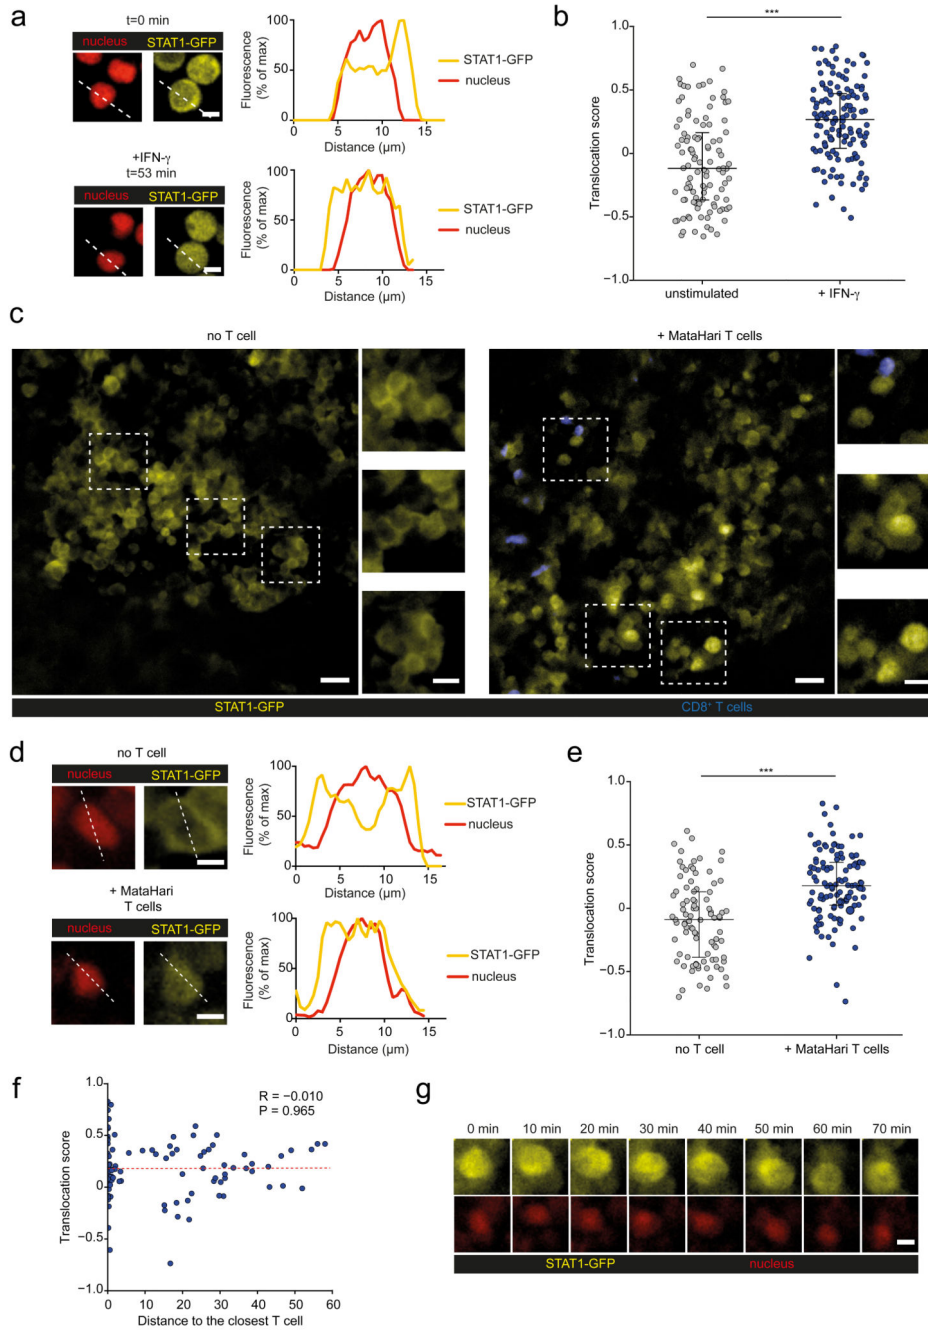 a
t=0 min
nucleus STAT1-GFP
Fluorescence
(% of max)
100
50
0
0 5 10 15
Distance (µm)
STAT1-GFP
nucleus
+IFN-γ
t=53 min
nucleus STAT1-GFP
Fluorescence
(% of max)
100
50
0
0 5 10 15
Distance (µm)
STAT1-GFP
nucleus
b
***
Translocation score
1.0
0.5
0
−0.5
−1.0
unstimulated + IFN-γ
c
no T cell + MataHari T cells
STAT1-GFP CD8⁺ T cells
d
no T cell
nucleus STAT1-GFP
Fluorescence
(% of max)
100
50
0
0 5 10 15
Distance (µm)
STAT1-GFP
nucleus
+ MataHari
T cells
nucleus STAT1-GFP
Fluorescence
(% of max)
100
50
0
0 5 10 15
Distance (µm)
STAT1-GFP
nucleus
e
***
Translocation score
1.0
0.5
0
−0.5
−1.0
no T cell + MataHari T cells
f
R = −0.010
P = 0.965
Translocation score
1.0
0.5
0
−0.5
−1.0
0 10 20 30 40 50 60
Distance to the closest T cell
g
0 min 10 min 20 min 30 min 40 min 50 min 60 min 70 min
STAT1-GFP nucleus